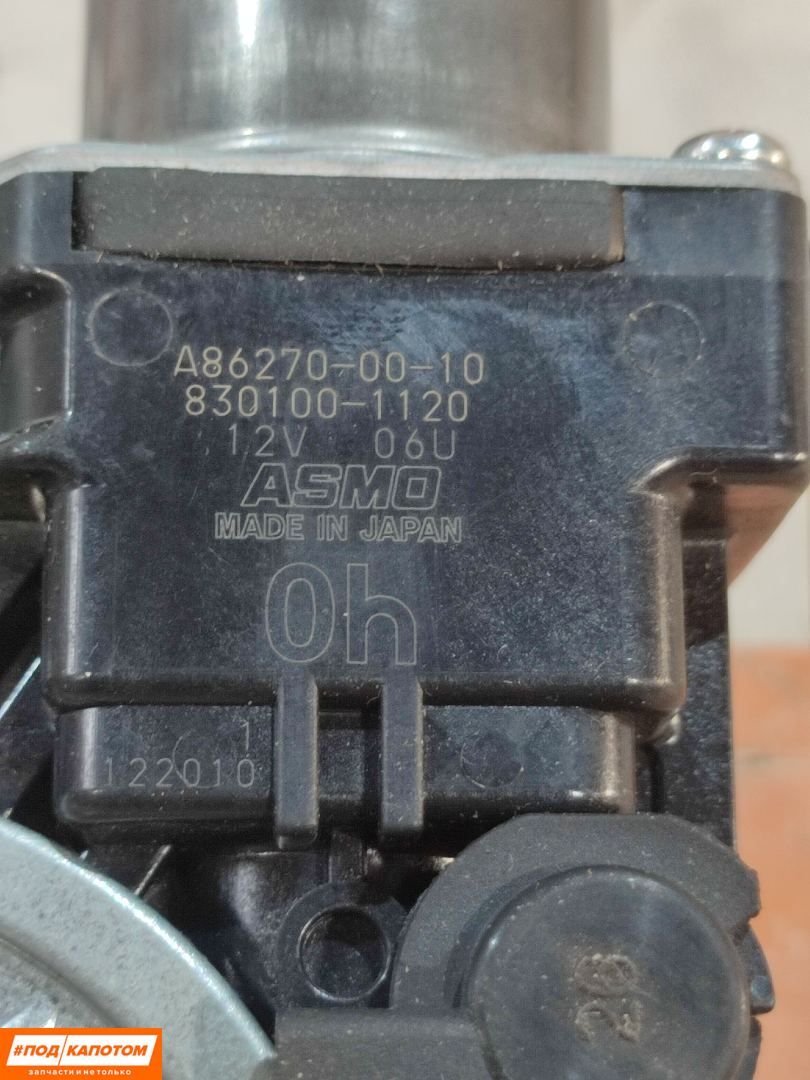 A86270-00-10
830100-1120
12V 06U
ASMO
MADE IN JAPAN
0h
1
122010
26
#ПОД КАПОТОМ
запчасти и не только